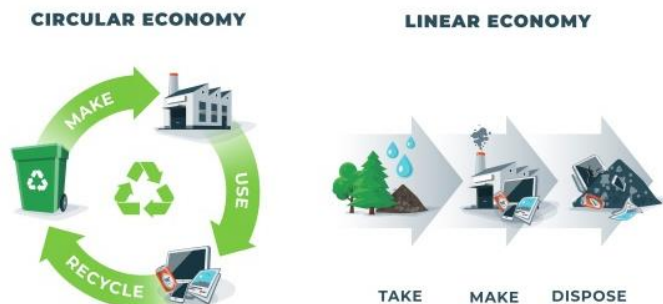 CIRCULAR ECONOMY
MAKE
USE
RECYCLE
LINEAR ECONOMY
TAKE
MAKE
DISPOSE